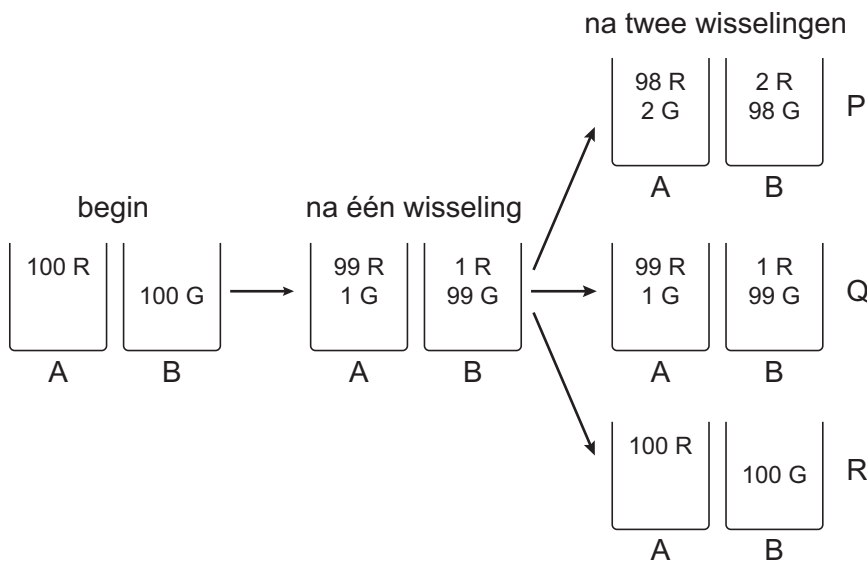 na twee wisselingen
98 R
2 G
2 R
98 G
P
A
B
begin
na één wisseling
100 R
100 G
A
B
99 R
1 G
1 R
99 G
A
B
99 R
1 G
1 R
99 G
Q
A
B
100 R
100 G
R
A
B